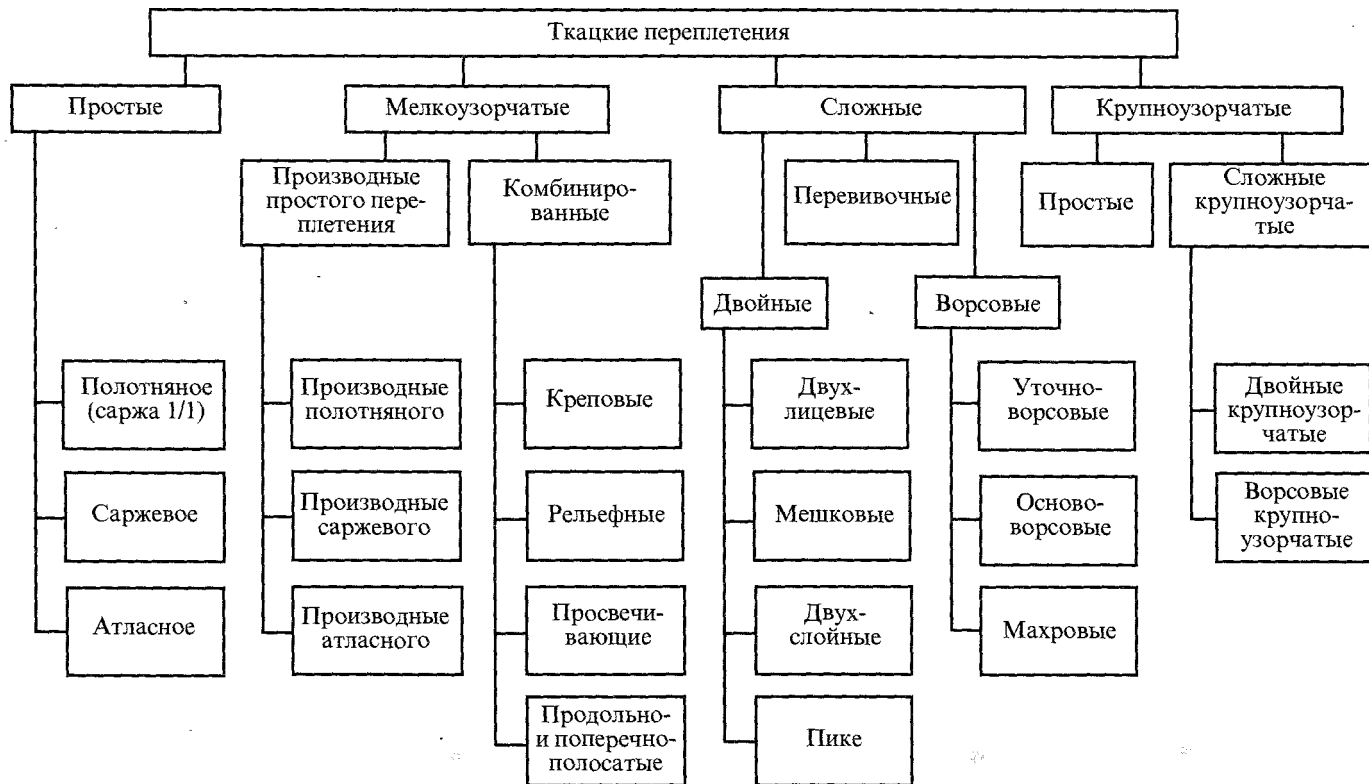 Ткацкие переплетения
Простые
Мелкоузорчатые
Сложные
Крупноузорчатые
Производные
простого пере-
плетения
Комбиниро-
ванные
Перевивочные
Простые
Сложные
крупноузорча-
тые
Двойные
Ворсовые
Полотняное
(саржа 1/1)
Производные
полотняного
Креповые
Двух-
лицевые
Уточно-
ворсовые
Двойные
крупноузор-
чатые
Саржевое
Производные
саржевого
Рельефные
Мешковые
Осново-
ворсовые
Ворсовые
крупно-
узорчатые
Атласное
Производные
атласного
Просвечи-
вающие
Двух-
слойные
Махровые
Продольно-
и поперечно-
полосатые
Пике